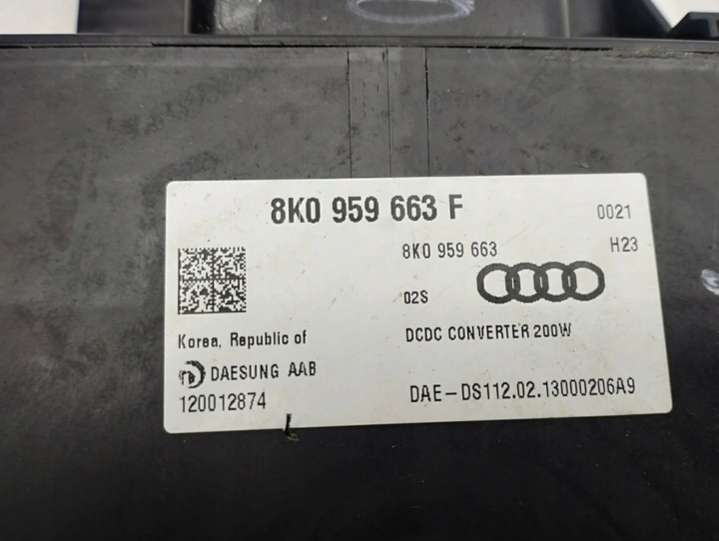 8K0 959 663 F
0021
8K0 959 663
H23
02S
Korea, Republic of
DCDC CONVERTER 200W
DAESUNG AAB
120012874
DAE-DS112.02.13000206A9